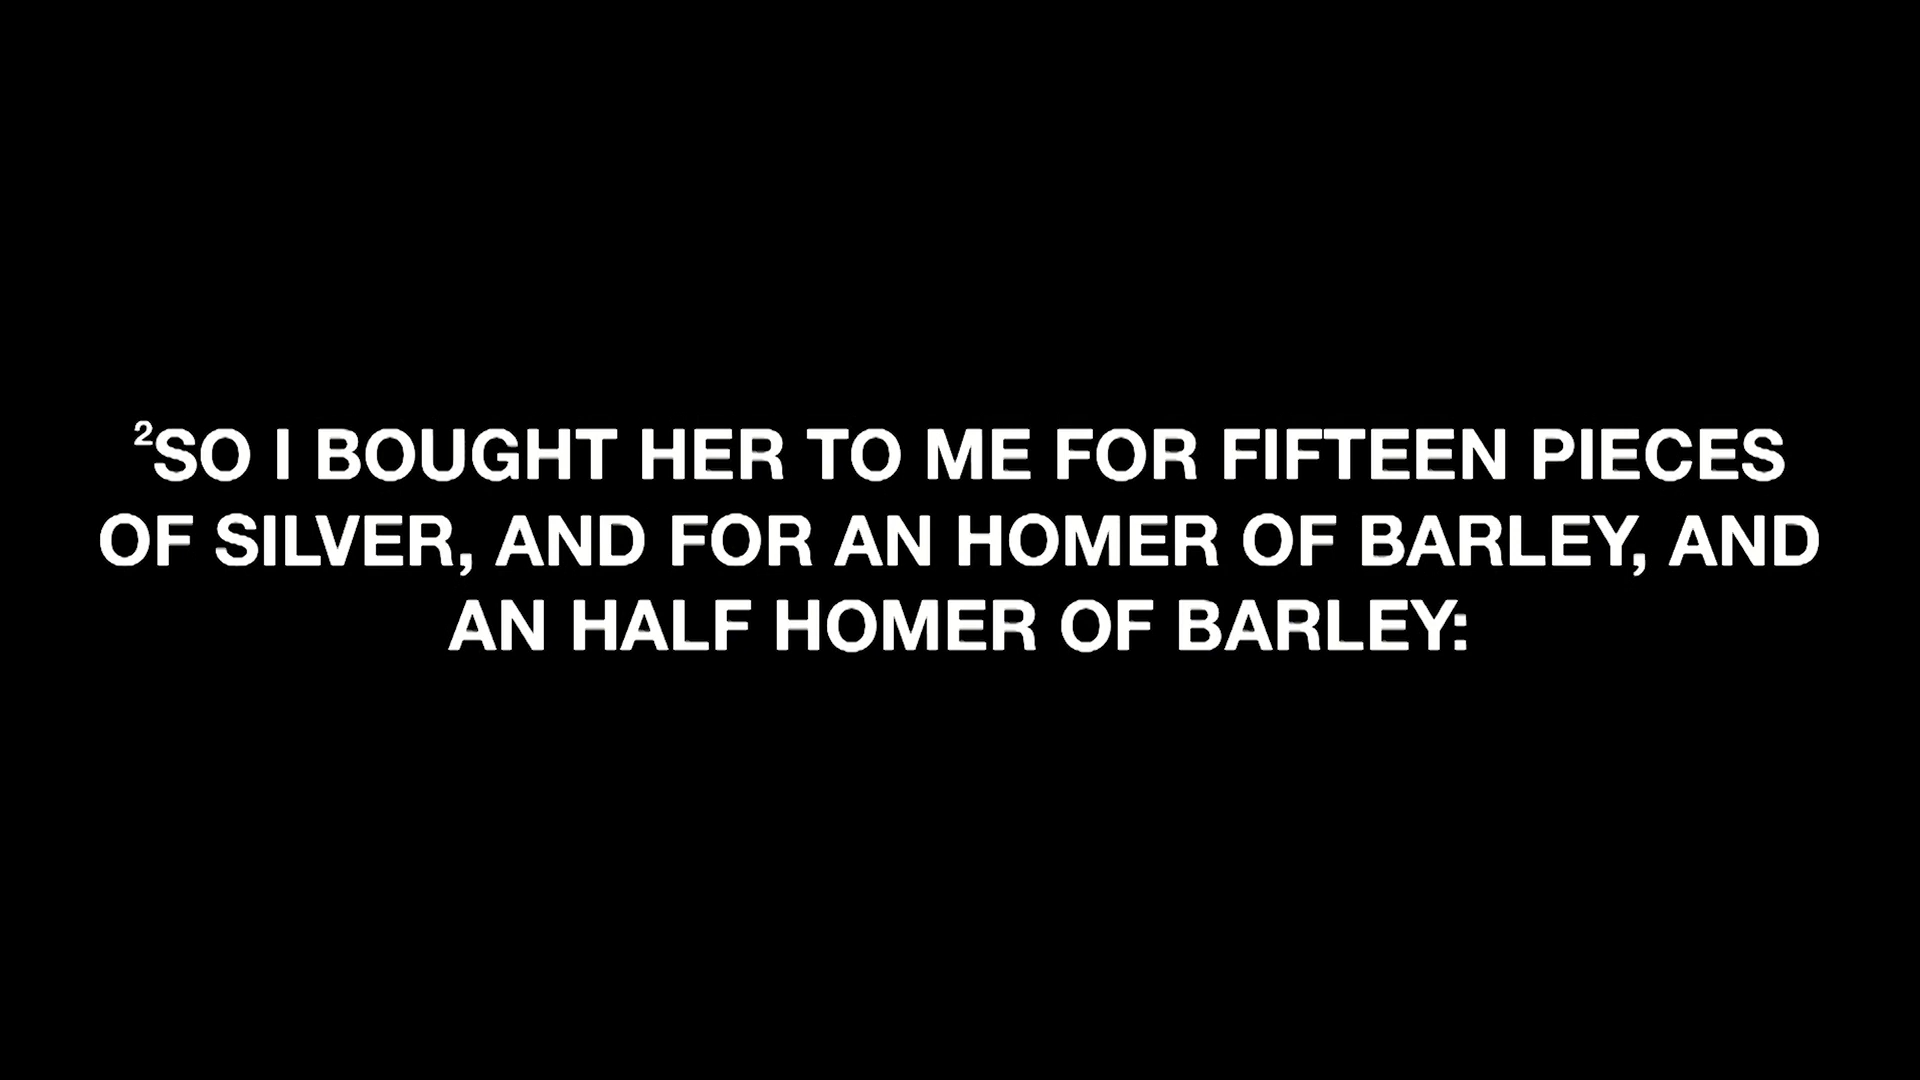 ²SO I BOUGHT HER TO ME FOR FIFTEEN PIECES
OF SILVER, AND FOR AN HOMER OF BARLEY, AND
AN HALF HOMER OF BARLEY: